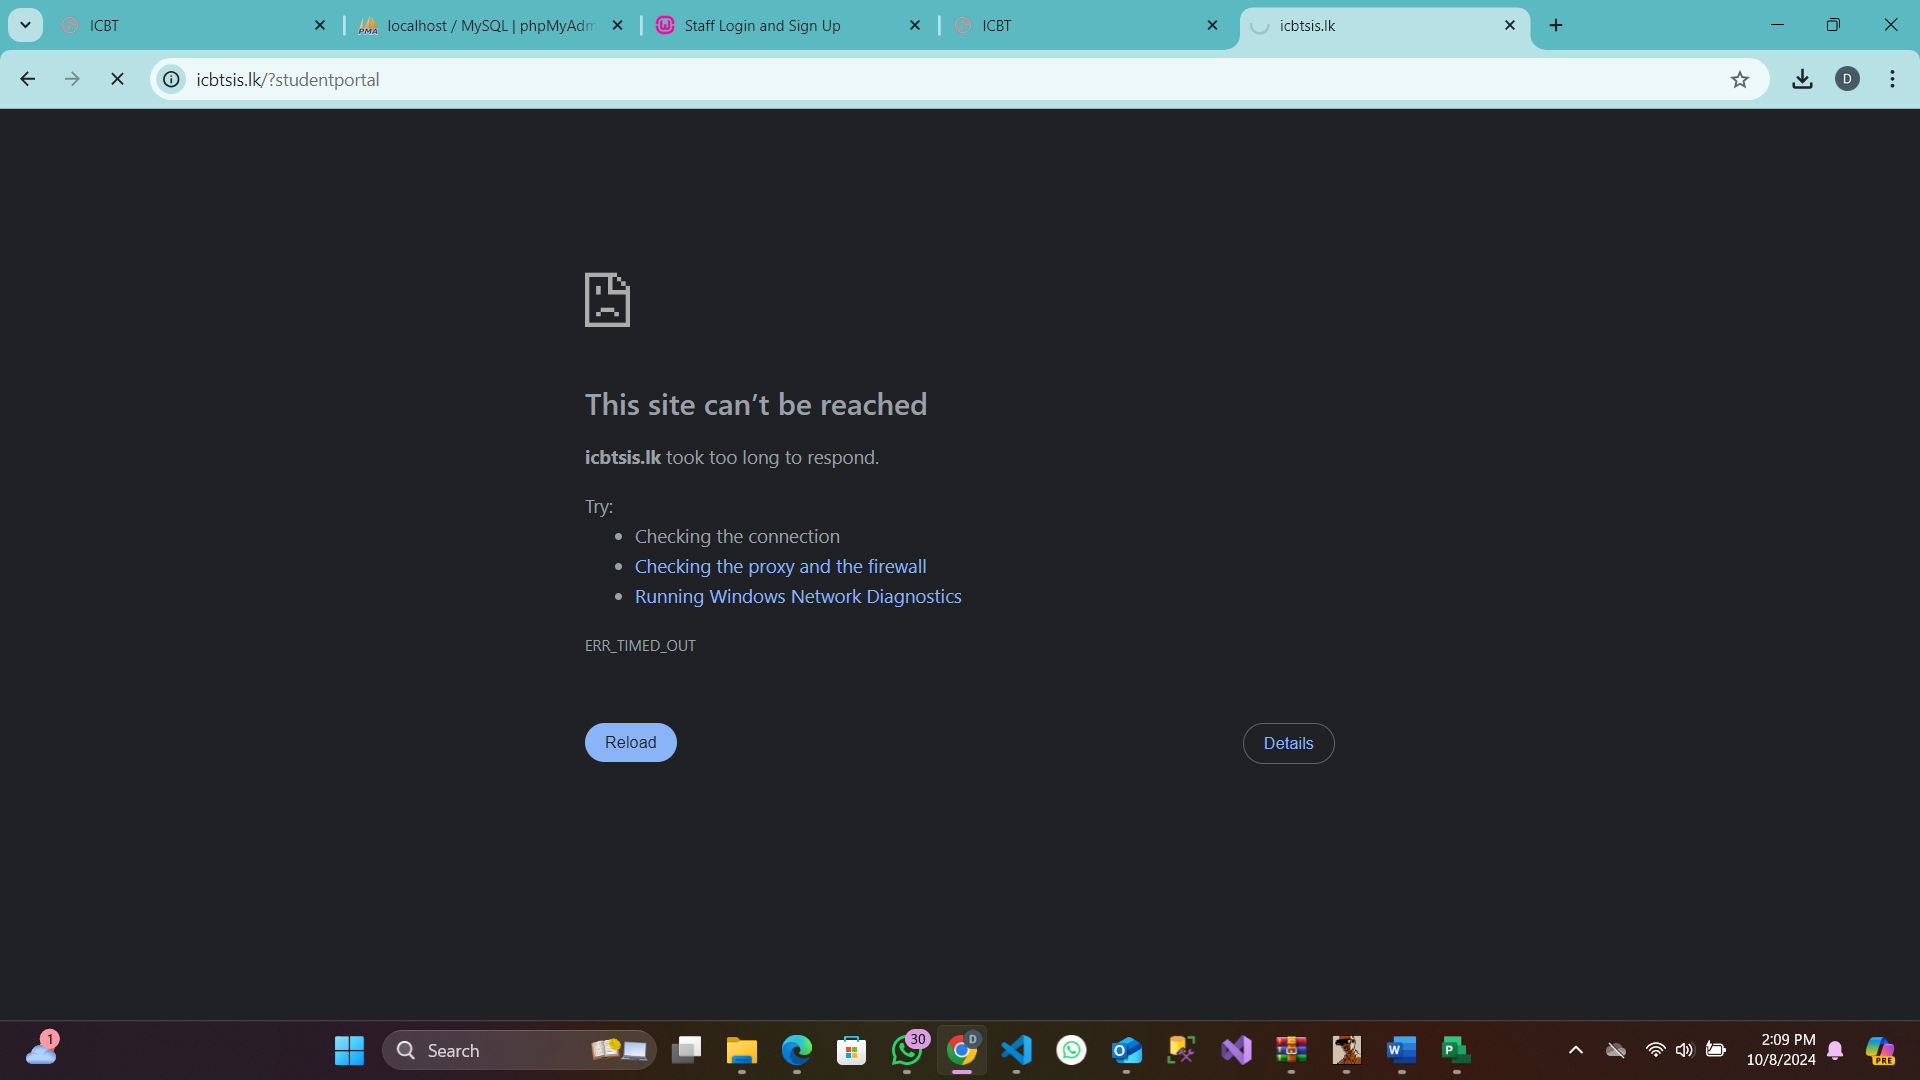 ICBT
localhost / MySQL | phpMyAdm
Staff Login and Sign Up
ICBT
icbtsis.lk
icbtsis.lk/?studentportal
D
This site can’t be reached
icbtsis.lk took too long to respond.
Try:
Checking the connection
Checking the proxy and the firewall
Running Windows Network Diagnostics
ERR_TIMED_OUT
Reload
Details
1
Search
30
D
2:09 PM
10/8/2024
PRE